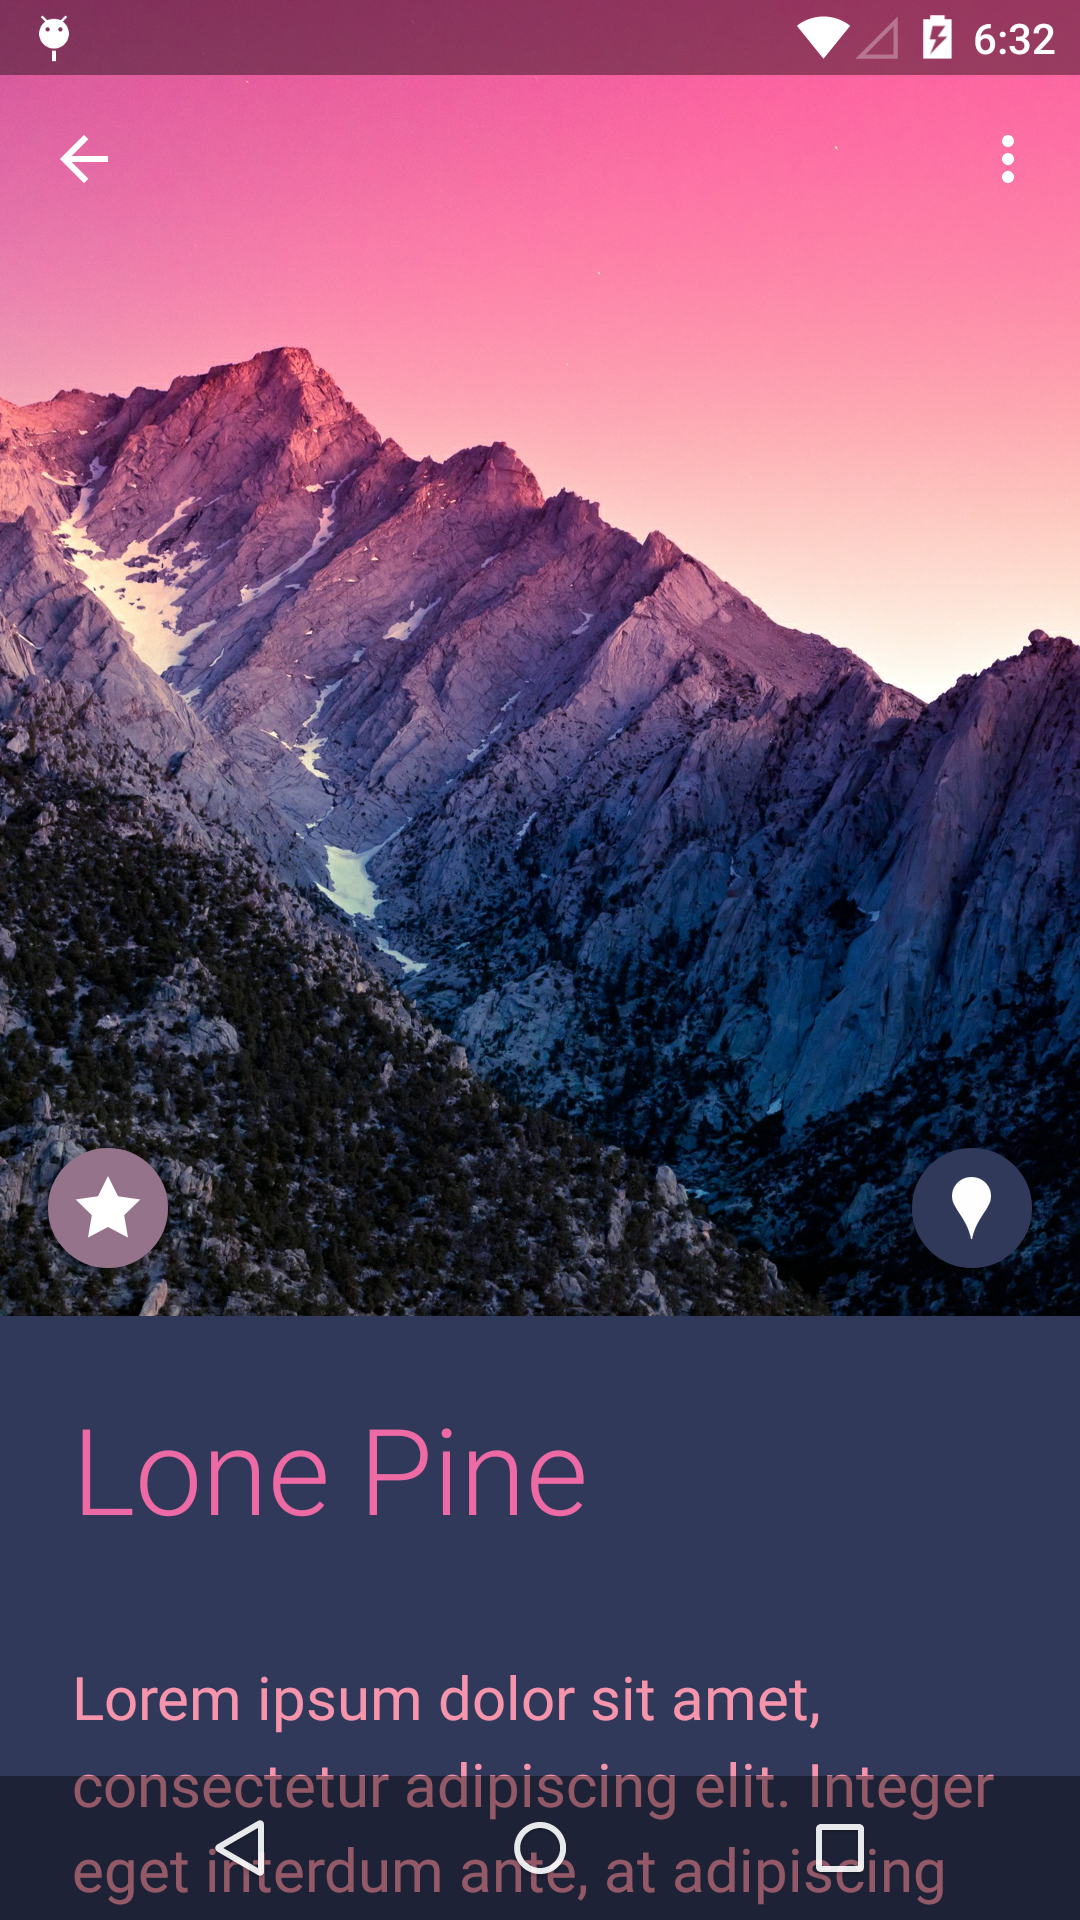 6:32
Lone Pine
Lorem ipsum dolor sit amet,
consectetur adipiscing elit. Integer
eget interdum ante, at adipiscing